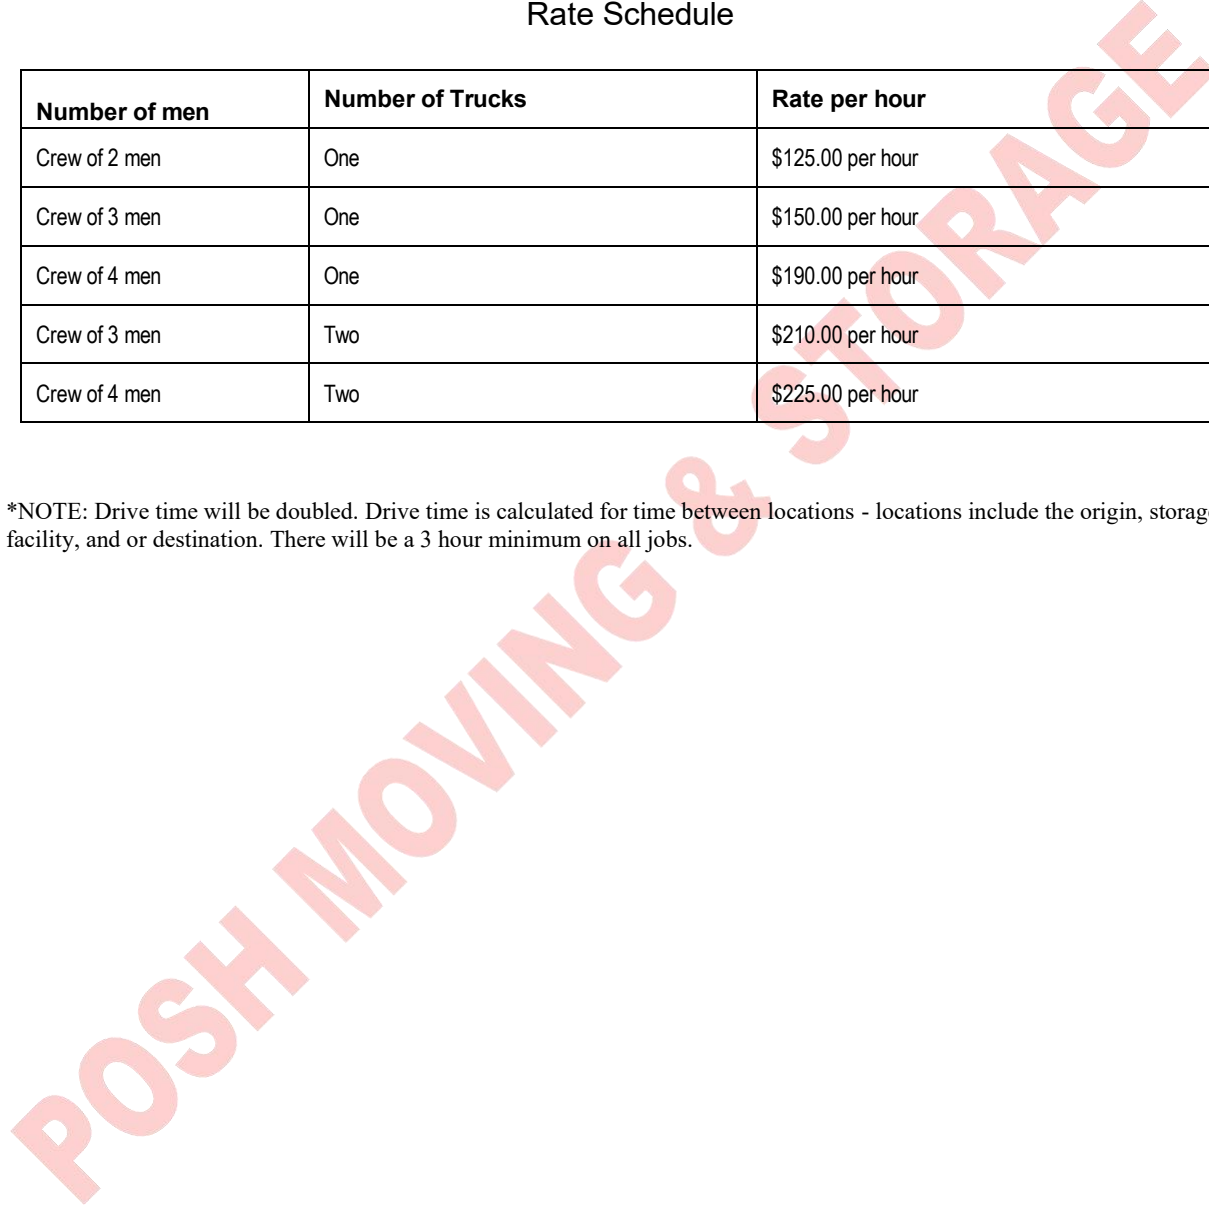 Rate Schedule
Number of men Number of Trucks Rate per hour
Crew of 2 men One $125.00 per hour
Crew of 3 men One $150.00 per hour
Crew of 4 men One $190.00 per hour
Crew of 3 men Two $210.00 per hour
Crew of 4 men Two $225.00 per hour
*NOTE: Drive time will be doubled. Drive time is calculated for time between locations - locations include the origin, storage
facility, and or destination. There will be a 3 hour minimum on all jobs.
POSH MOVING & STORAGE